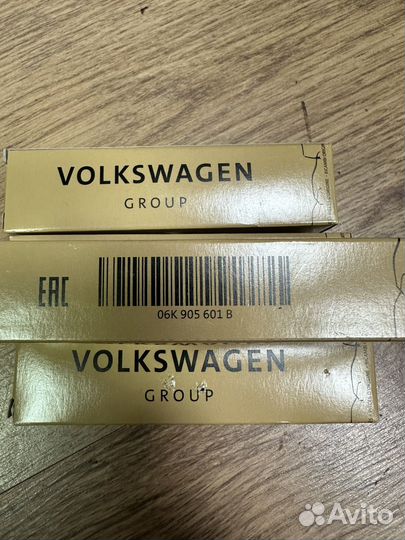 VOLKSWAGEN
GROUP
EAC
06K 905 601 B
VOLKSWAGEN
GROUP
Avito